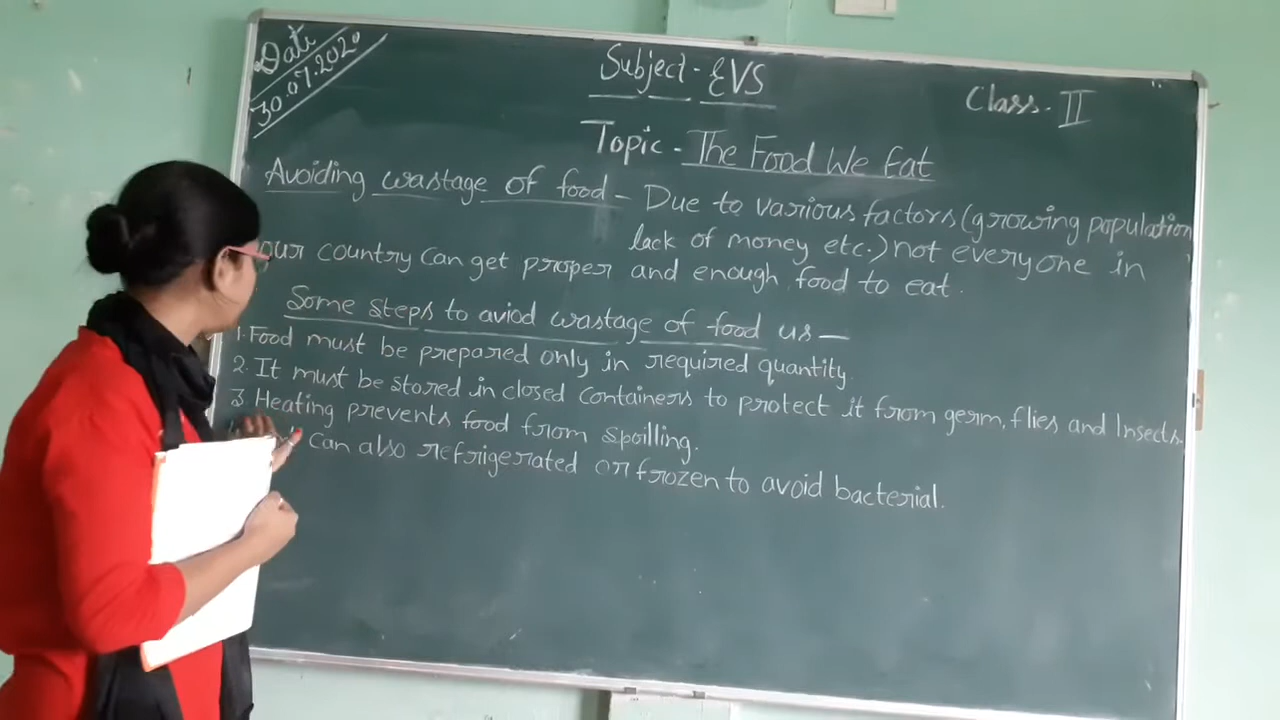 Date
30.07.2020
Subject - EVS
Class - II
Topic - The Food We Eat
Avoiding wastage of food - Due to various factors (growing population
lack of money etc.) not everyone in
our country can get proper and enough food to eat.
Some steps to aviod wastage of food us -
1. Food must be prepared only in required quantity.
2. It must be stored in closed containers to protect it from germ, flies and Insects.
3. Heating prevents food from spoilling.
can also refrigerated or frozen to avoid bacterial.